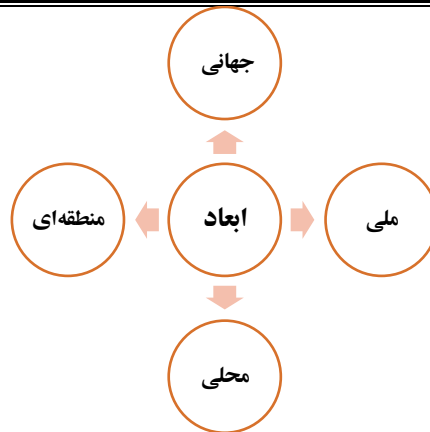 جهانی
ملی
ابعاد
منطقه‌ای
محلی